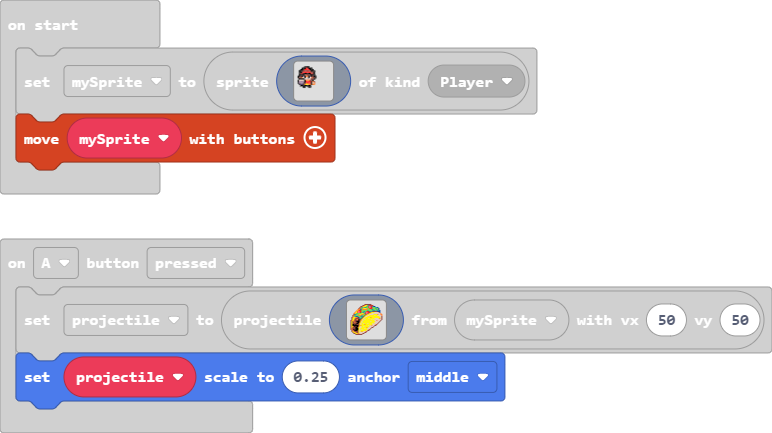 on start
set mySprite to sprite of kind Player
move mySprite with buttons
on A button pressed
set projectile to projectile from mySprite with vx 50 vy 50
set projectile scale to 0.25 anchor middle